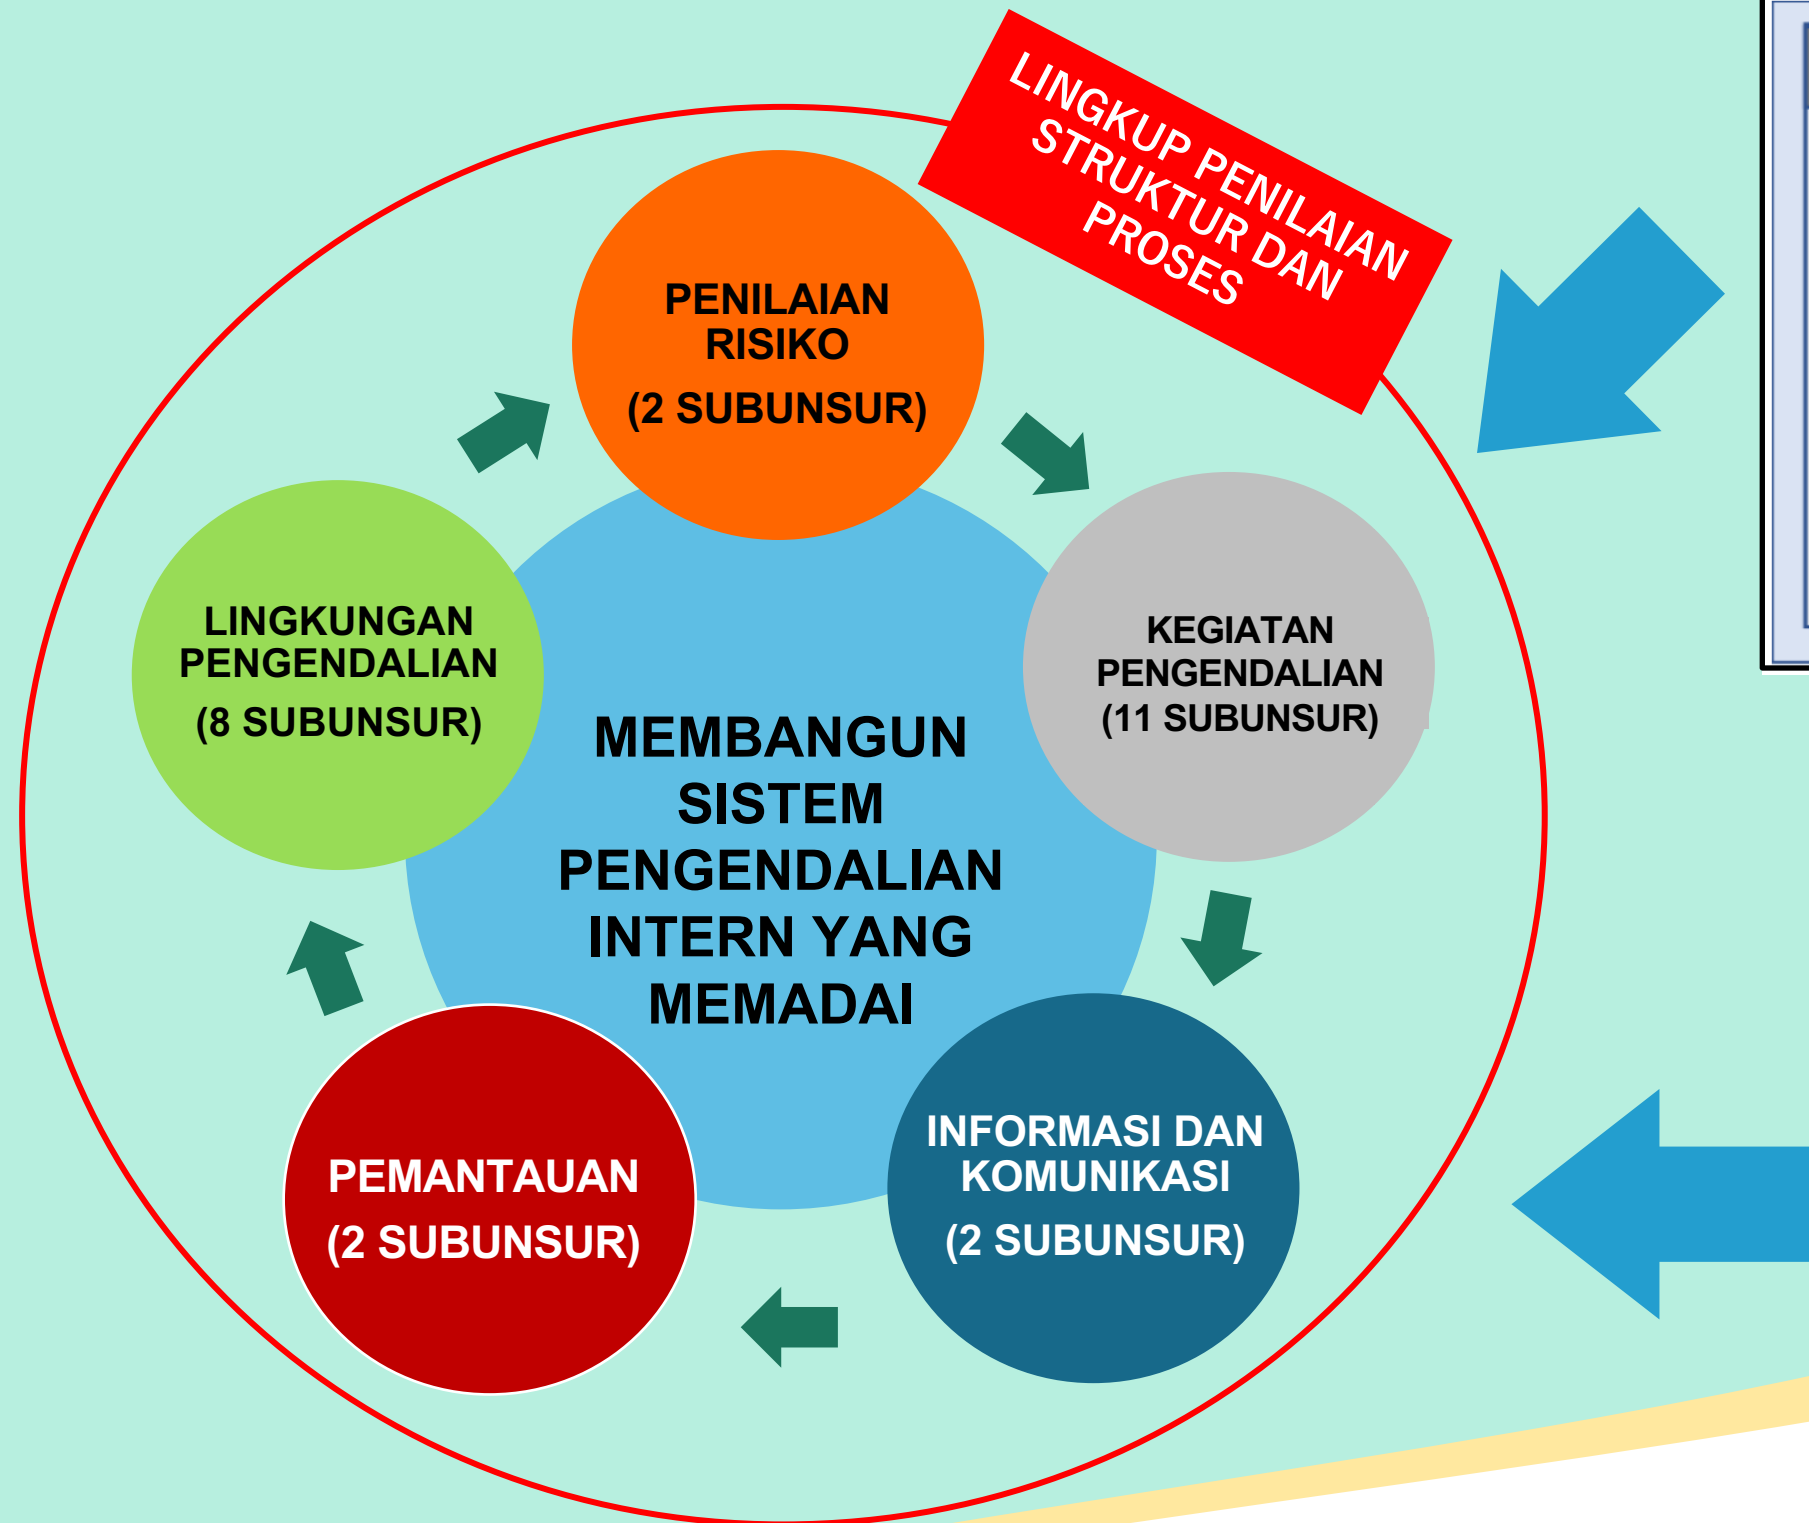 LINGKUP PENILAIAN
STRUKTUR DAN
PROSES
PENILAIAN
RISIKO
(2 SUBUNSUR)
LINGKUNGAN
PENGENDALIAN
(8 SUBUNSUR)
KEGIATAN
PENGENDALIAN
(11 SUBUNSUR)
MEMBANGUN
SISTEM
PENGENDALIAN
INTERN YANG
MEMADAI
PEMANTAUAN
(2 SUBUNSUR)
INFORMASI DAN
KOMUNIKASI
(2 SUBUNSUR)